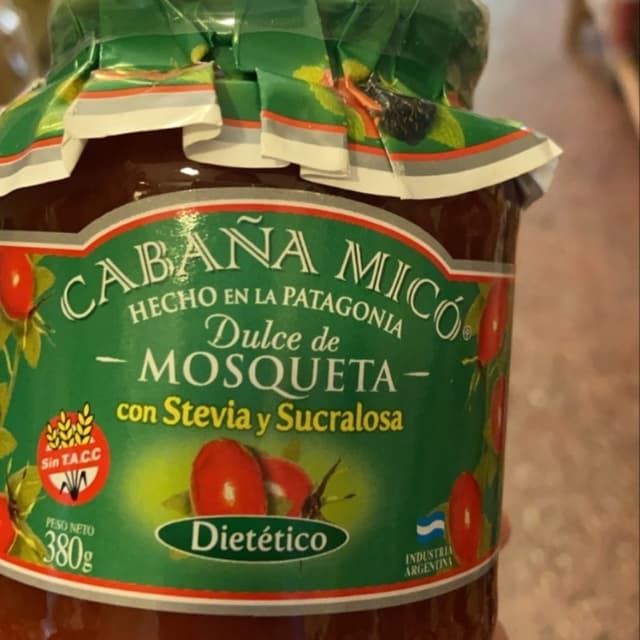 CABAÑA MICÓ®
HECHO EN LA PATAGONIA
Dulce de
MOSQUETA
con Stevia y Sucralosa
Sin T.A.C.C
PESO NETO
380g
Dietético
INDUSTRIA
ARGENTINA